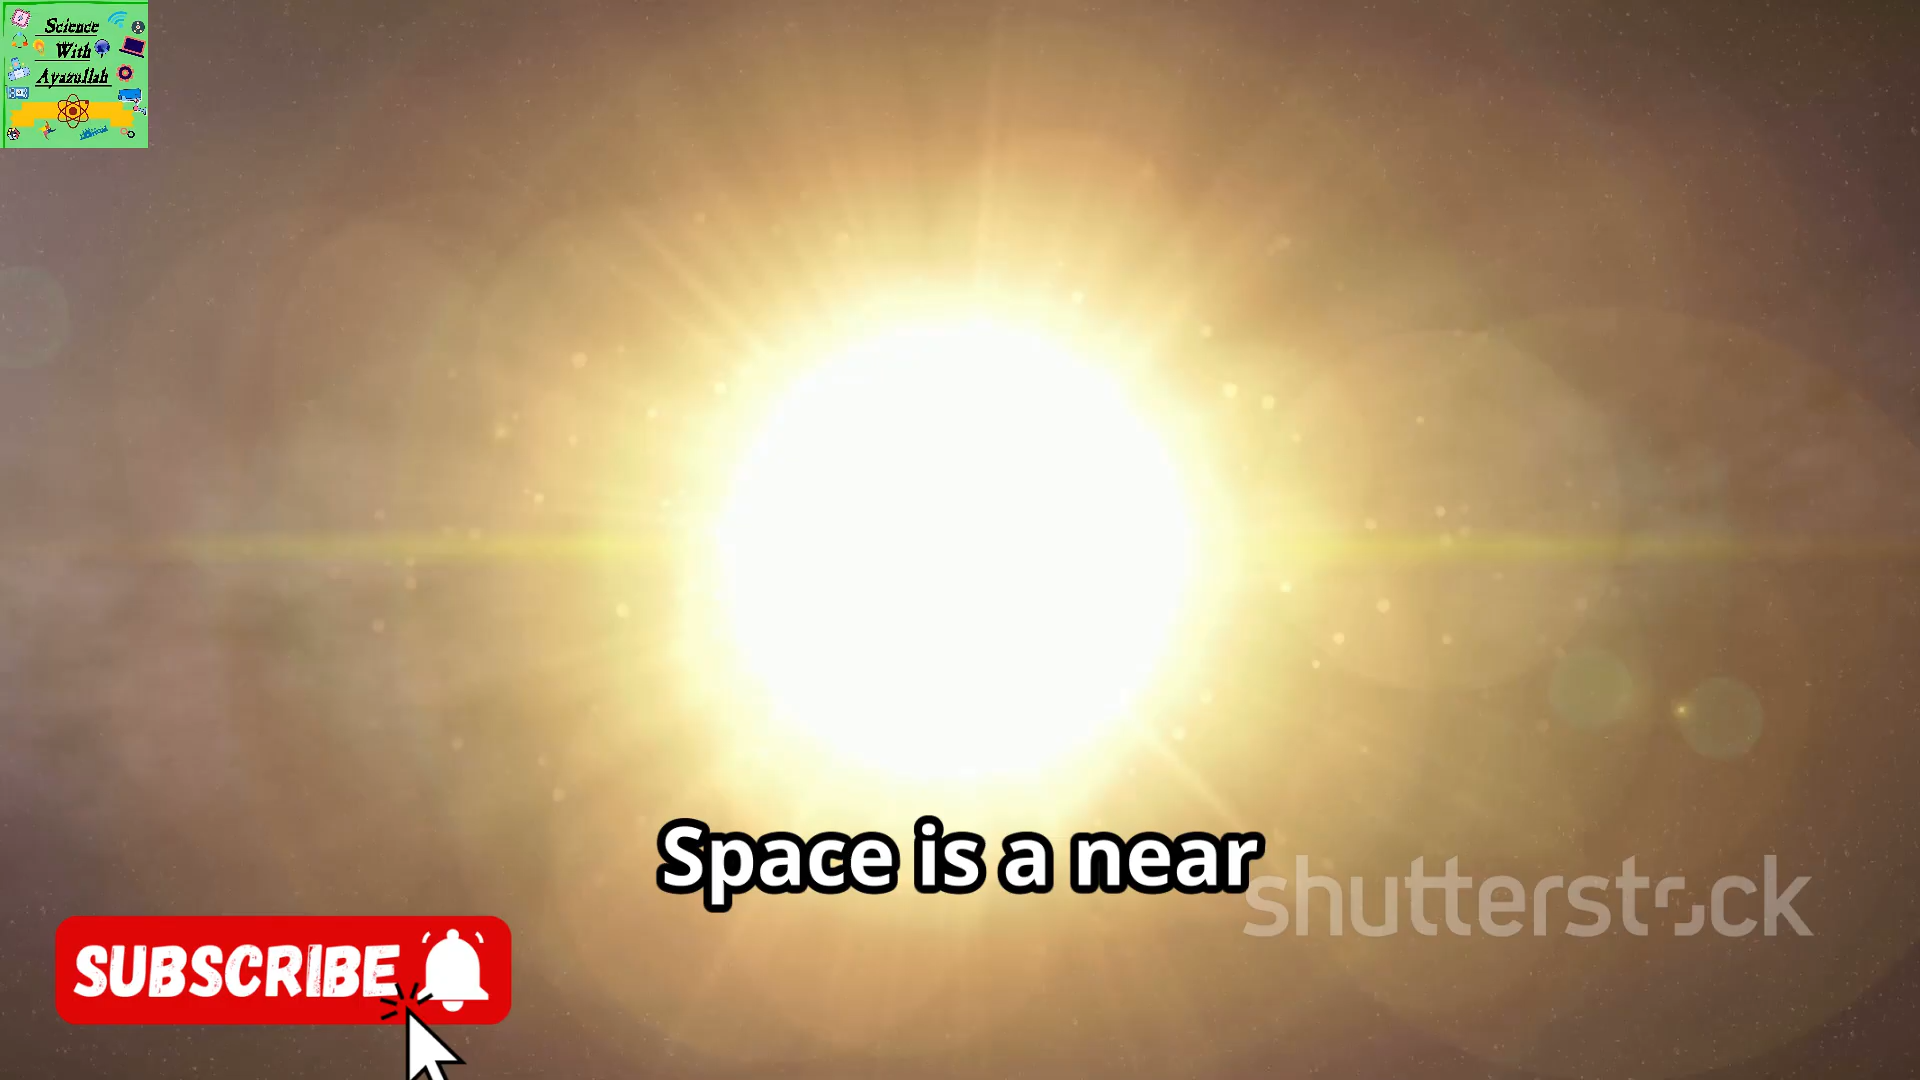 Science
With
Ayazullah
Space is a near
shutterstock
SUBSCRIBE